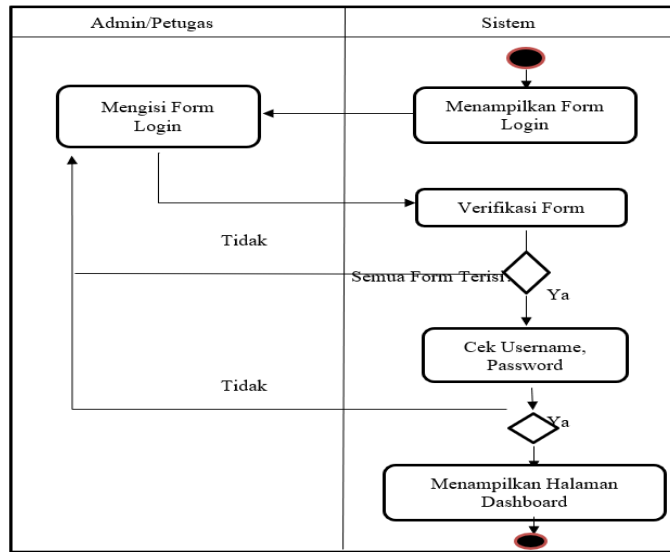 Admin/Petugas
Sistem
Mengisi Form
Login
Menampilkan Form
Login
Verifikasi Form
Tidak
Semua Form Terisi
Ya
Cek Username,
Password
Tidak
Ya
Menampilkan Halaman
Dashboard